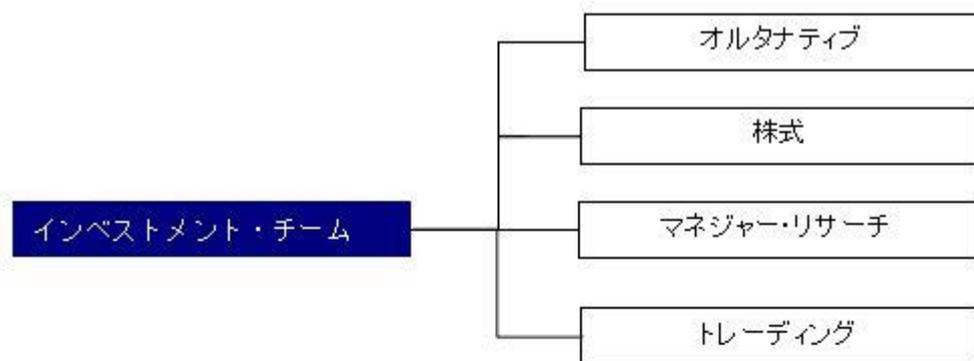 オルタナティブ
株式
インベストメント・チーム
マネジャー・リサーチ
トレーディング